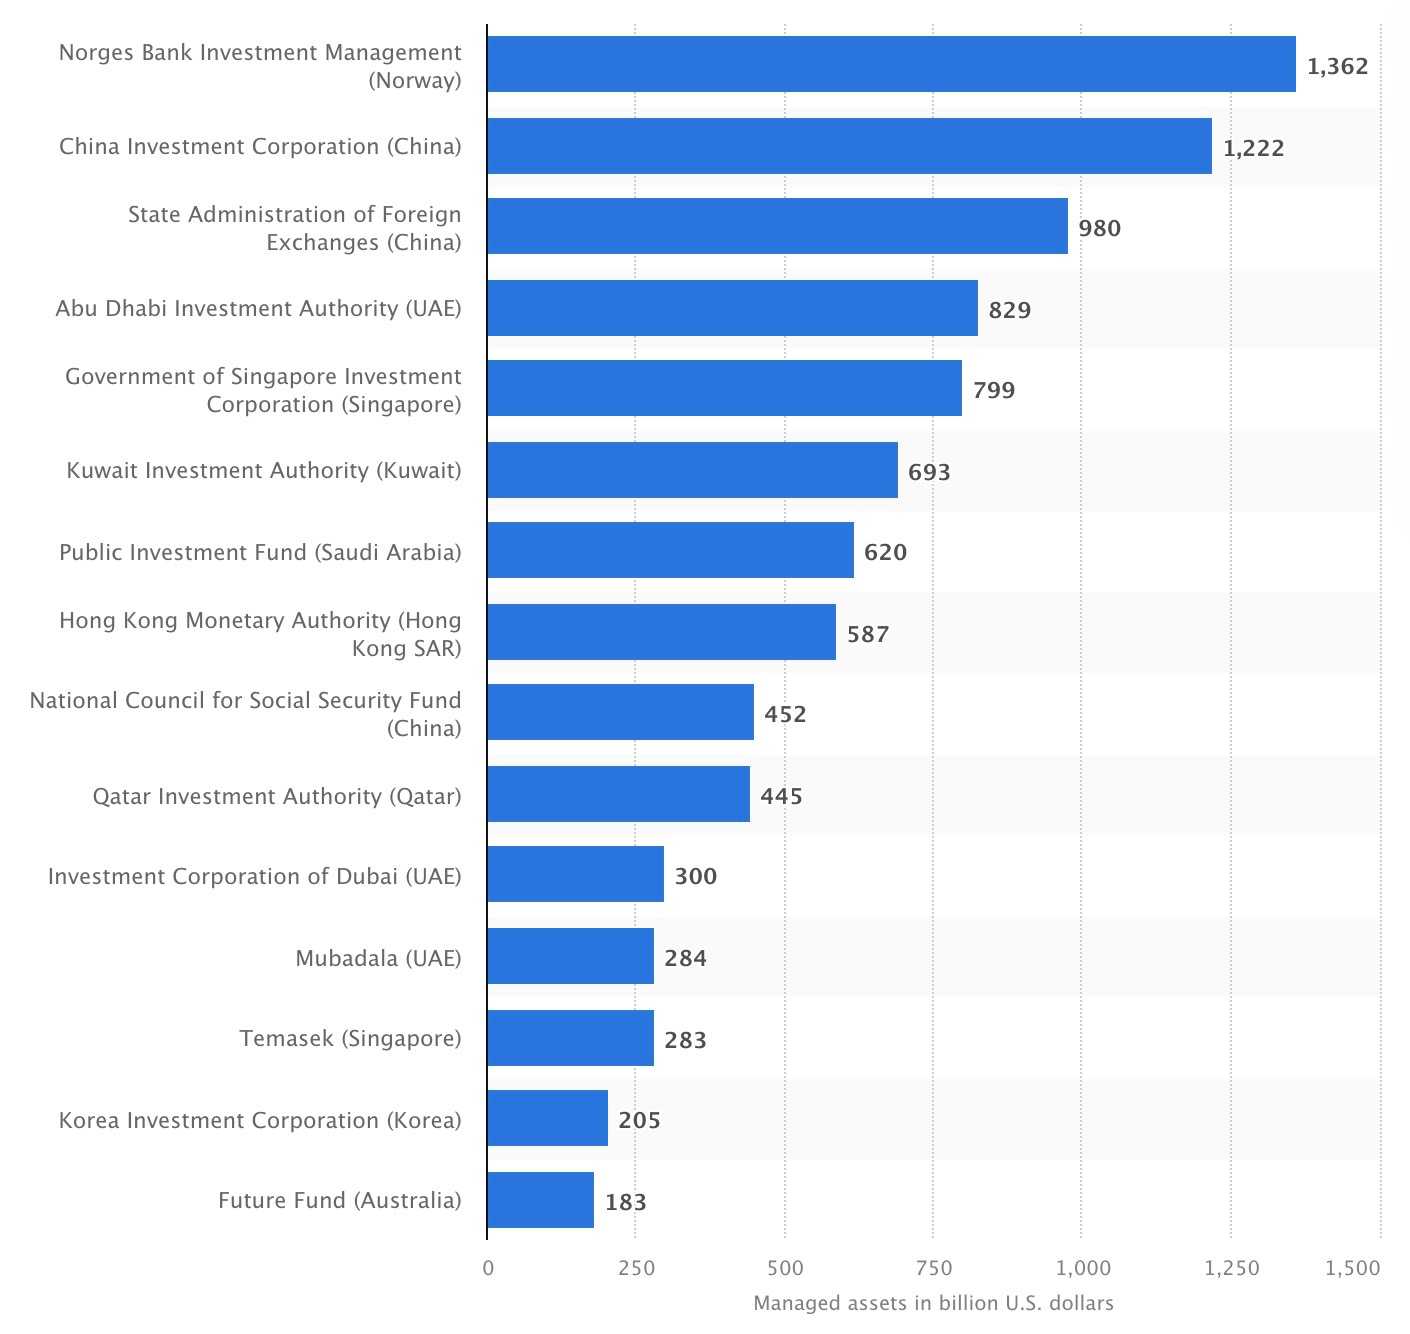 Norges Bank Investment Management
(Norway)
1,362
China Investment Corporation (China)
1,222
State Administration of Foreign
Exchanges (China)
980
Abu Dhabi Investment Authority (UAE)
829
Government of Singapore Investment
Corporation (Singapore)
799
Kuwait Investment Authority (Kuwait)
693
Public Investment Fund (Saudi Arabia)
620
Hong Kong Monetary Authority (Hong
Kong SAR)
587
National Council for Social Security Fund
(China)
452
Qatar Investment Authority (Qatar)
445
Investment Corporation of Dubai (UAE)
300
Mubadala (UAE)
284
Temasek (Singapore)
283
Korea Investment Corporation (Korea)
205
Future Fund (Australia)
183
0 250 500 750 1,000 1,250 1,500
Managed assets in billion U.S. dollars